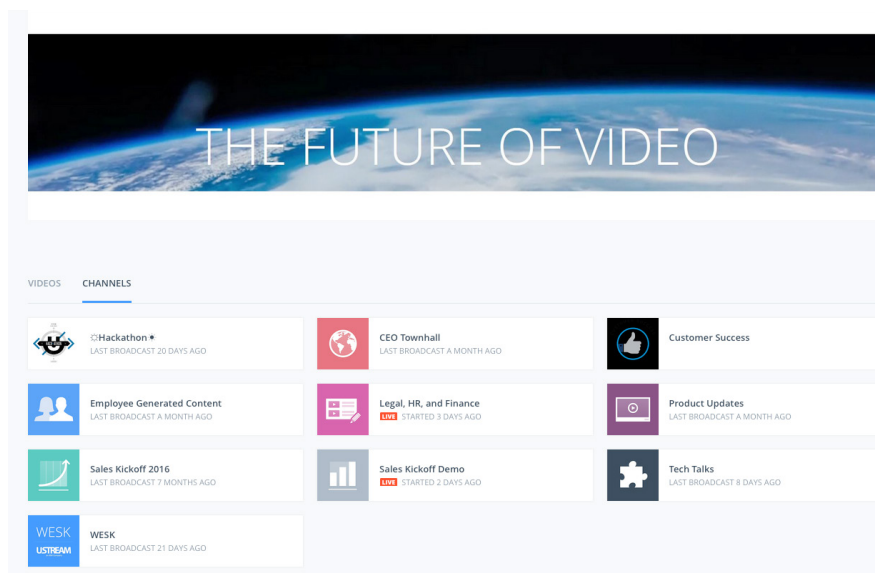 THE FUTURE OF VIDEO
VIDEOS CHANNELS
☼Hackathon✷
LAST BROADCAST 20 DAYS AGO
CEO Townhall
LAST BROADCAST A MONTH AGO
Customer Success
Employee Generated Content
LAST BROADCAST A MONTH AGO
Legal, HR, and Finance
LIVE STARTED 3 DAYS AGO
Product Updates
LAST BROADCAST A MONTH AGO
Sales Kickoff 2016
LAST BROADCAST 7 MONTHS AGO
Sales Kickoff Demo
LIVE STARTED 2 DAYS AGO
Tech Talks
LAST BROADCAST 8 DAYS AGO
WESK
USTREAM
WESK
LAST BROADCAST 21 DAYS AGO